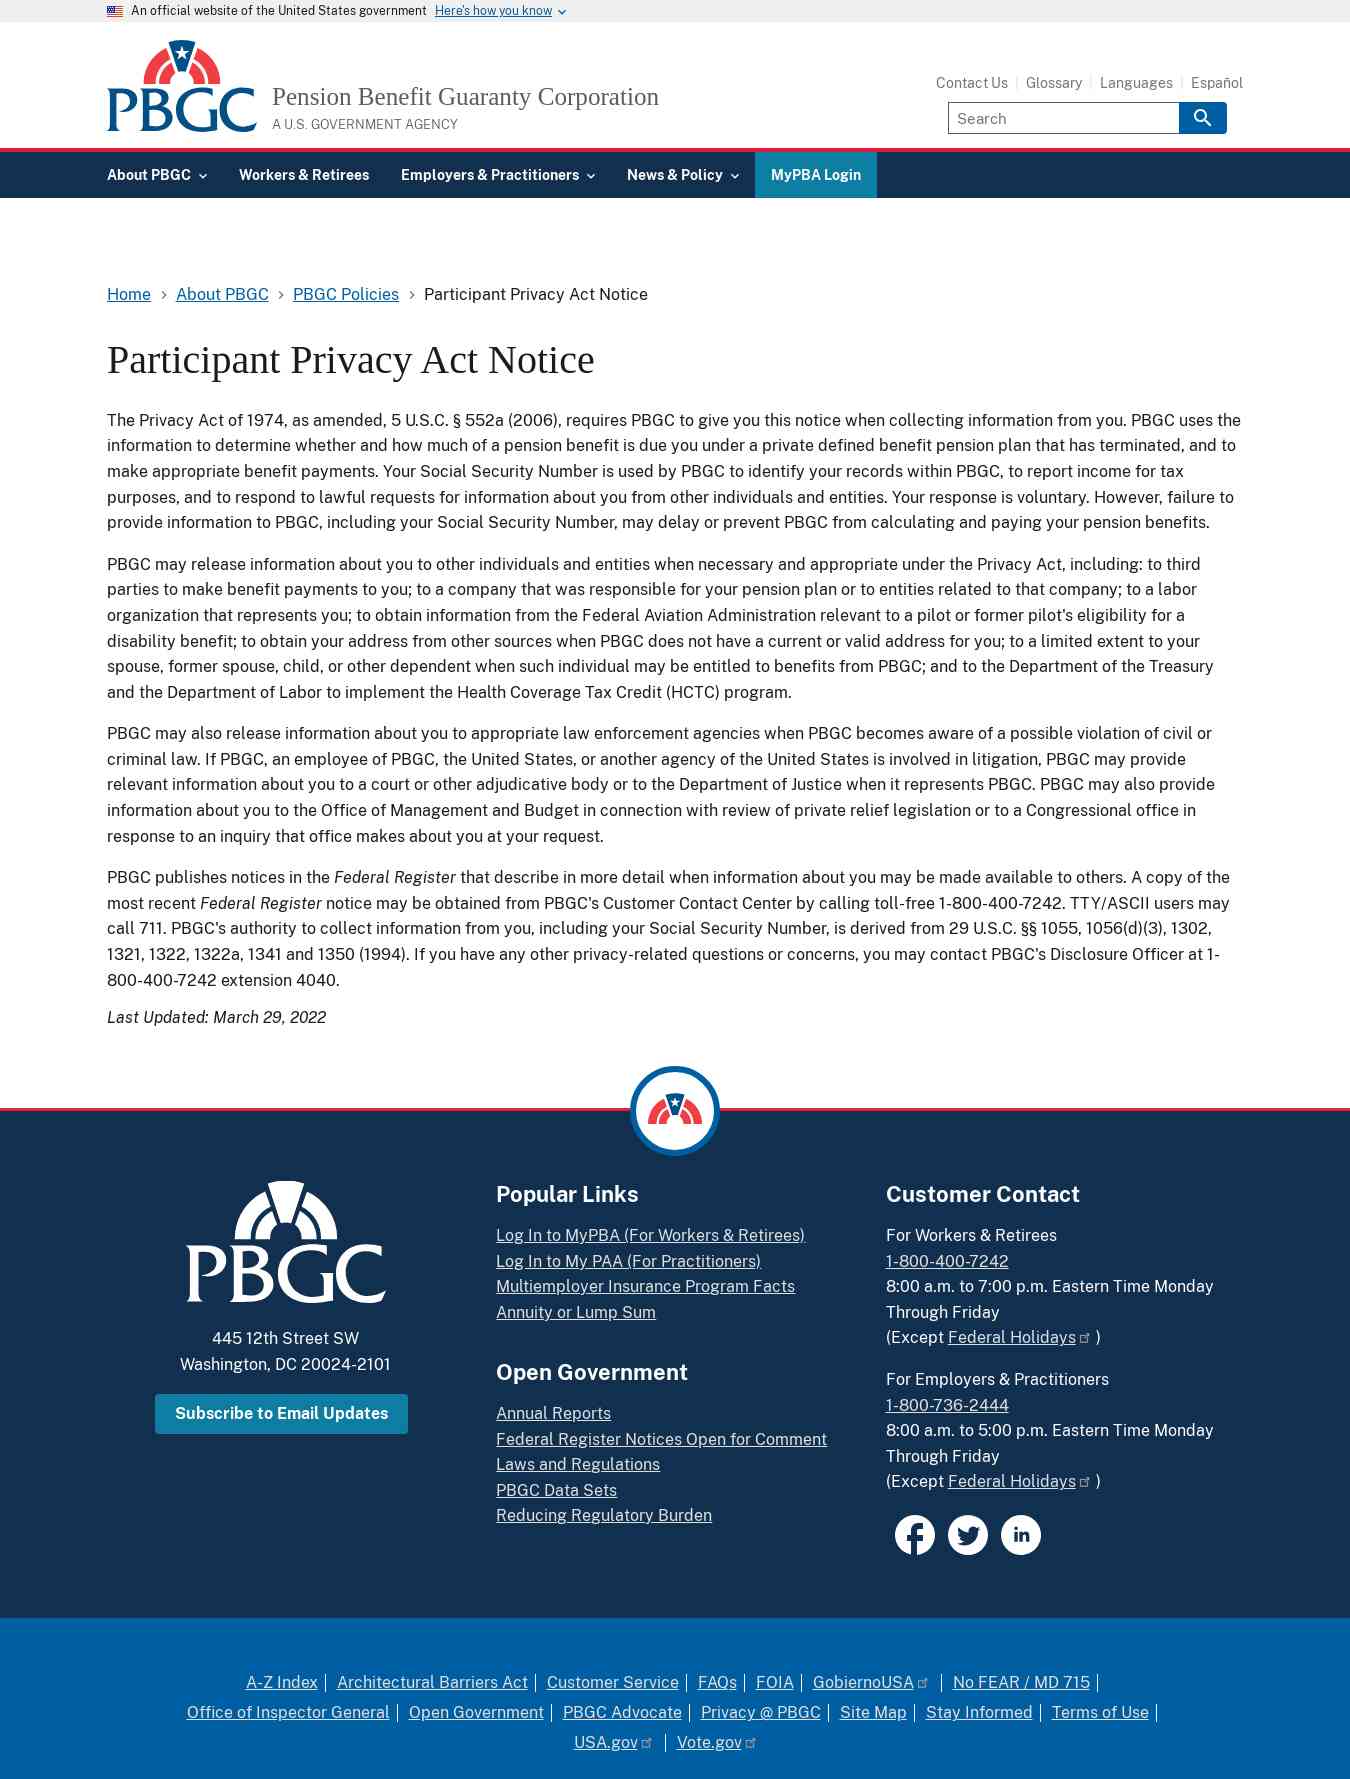 An official website of the United States government Here's how you know
PBGC
Pension Benefit Guaranty Corporation
A U.S. GOVERNMENT AGENCY
Contact Us Glossary Languages Español
Search
About PBGC Workers & Retirees Employers & Practitioners News & Policy MyPBA Login
Home About PBGC PBGC Policies Participant Privacy Act Notice
Participant Privacy Act Notice
The Privacy Act of 1974, as amended, 5 U.S.C. § 552a (2006), requires PBGC to give you this notice when collecting information from you. PBGC uses the
information to determine whether and how much of a pension benefit is due you under a private defined benefit pension plan that has terminated, and to
make appropriate benefit payments. Your Social Security Number is used by PBGC to identify your records within PBGC, to report income for tax
purposes, and to respond to lawful requests for information about you from other individuals and entities. Your response is voluntary. However, failure to
provide information to PBGC, including your Social Security Number, may delay or prevent PBGC from calculating and paying your pension benefits.
PBGC may release information about you to other individuals and entities when necessary and appropriate under the Privacy Act, including: to third
parties to make benefit payments to you; to a company that was responsible for your pension plan or to entities related to that company; to a labor
organization that represents you; to obtain information from the Federal Aviation Administration relevant to a pilot or former pilot's eligibility for a
disability benefit; to obtain your address from other sources when PBGC does not have a current or valid address for you; to a limited extent to your
spouse, former spouse, child, or other dependent when such individual may be entitled to benefits from PBGC; and to the Department of the Treasury
and the Department of Labor to implement the Health Coverage Tax Credit (HCTC) program.
PBGC may also release information about you to appropriate law enforcement agencies when PBGC becomes aware of a possible violation of civil or
criminal law. If PBGC, an employee of PBGC, the United States, or another agency of the United States is involved in litigation, PBGC may provide
relevant information about you to a court or other adjudicative body or to the Department of Justice when it represents PBGC. PBGC may also provide
information about you to the Office of Management and Budget in connection with review of private relief legislation or to a Congressional office in
response to an inquiry that office makes about you at your request.
PBGC publishes notices in the Federal Register that describe in more detail when information about you may be made available to others. A copy of the
most recent Federal Register notice may be obtained from PBGC's Customer Contact Center by calling toll-free 1-800-400-7242. TTY/ASCII users may
call 711. PBGC's authority to collect information from you, including your Social Security Number, is derived from 29 U.S.C. §§ 1055, 1056(d)(3), 1302,
1321, 1322, 1322a, 1341 and 1350 (1994). If you have any other privacy-related questions or concerns, you may contact PBGC's Disclosure Officer at 1-
800-400-7242 extension 4040.
Last Updated: March 29, 2022
PBGC
445 12th Street SW
Washington, DC 20024-2101
Subscribe to Email Updates
Popular Links
Log In to MyPBA (For Workers & Retirees)
Log In to My PAA (For Practitioners)
Multiemployer Insurance Program Facts
Annuity or Lump Sum
Open Government
Annual Reports
Federal Register Notices Open for Comment
Laws and Regulations
PBGC Data Sets
Reducing Regulatory Burden
Customer Contact
For Workers & Retirees
1-800-400-7242
8:00 a.m. to 7:00 p.m. Eastern Time Monday
Through Friday
(Except Federal Holidays )
For Employers & Practitioners
1-800-736-2444
8:00 a.m. to 5:00 p.m. Eastern Time Monday
Through Friday
(Except Federal Holidays )
in
A-Z Index Architectural Barriers Act Customer Service FAQs FOIA GobiernoUSA No FEAR / MD 715
Office of Inspector General Open Government PBGC Advocate Privacy @ PBGC Site Map Stay Informed Terms of Use
USA.gov Vote.gov